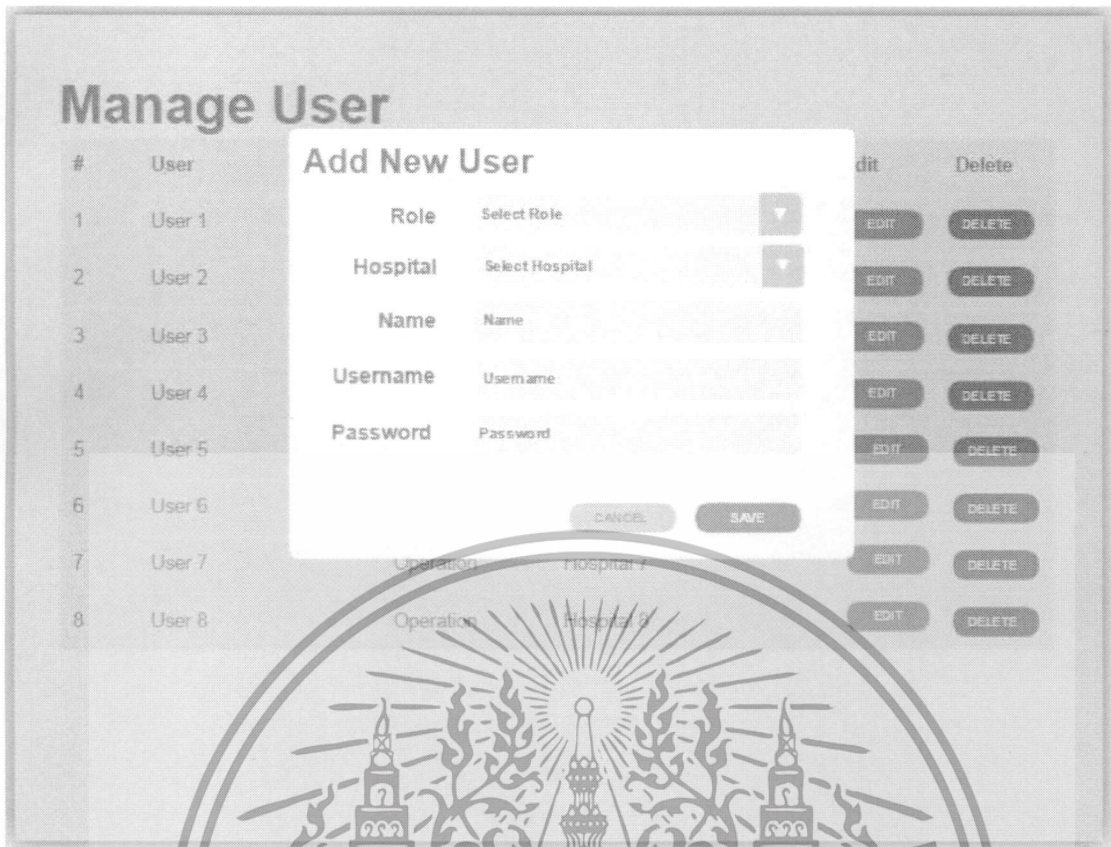 Manage User
# User dit Delete
Add New User
Role Select Role
1 User 1 EDIT DELETE
Hospital Select Hospital
2 User 2 EDIT DELETE
Name Name
3 User 3 EDIT DELETE
Username Username
4 User 4 EDIT DELETE
Password Password
5 User 5 EDIT DELETE
6 User 6 EDIT DELETE
CANCEL SAVE
7 User 7 Operation Hospital 7 EDIT DELETE
8 User 8 Operation Hospital 8 EDIT DELETE